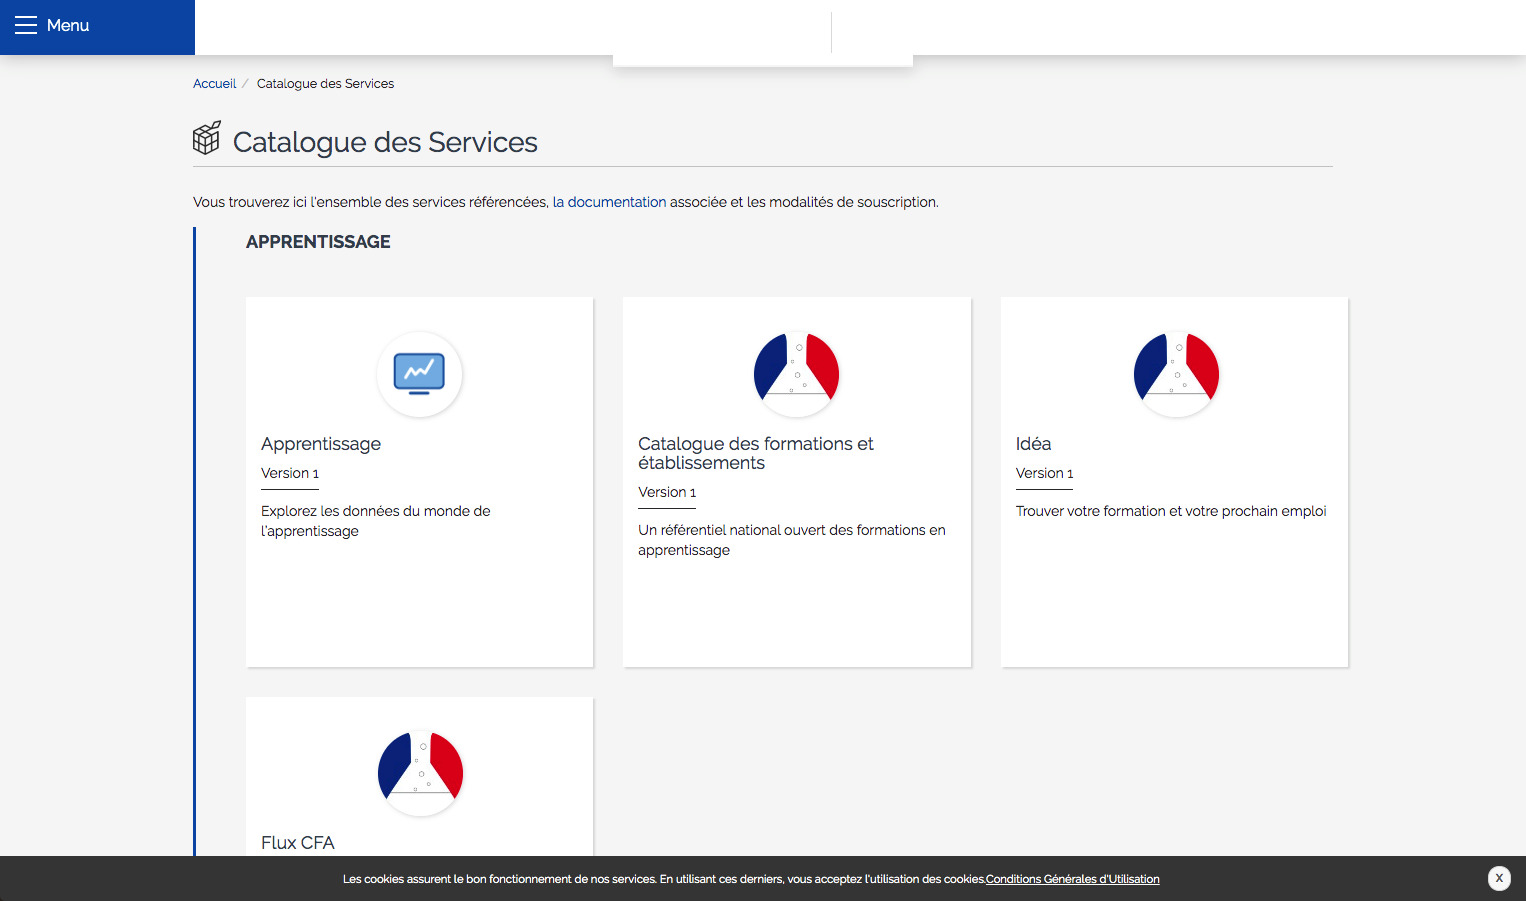 Menu
Accueil / Catalogue des Services
Catalogue des Services
Vous trouverez ici l'ensemble des services référencées, la documentation associée et les modalités de souscription.
APPRENTISSAGE
Apprentissage
Version 1
Explorez les données du monde de
l'apprentissage
Catalogue des formations et
établissements
Version 1
Un référentiel national ouvert des formations en
apprentissage
Idéa
Version 1
Trouver votre formation et votre prochain emploi
Flux CFA
Les cookies assurent le bon fonctionnement de nos services. En utilisant ces derniers, vous acceptez l'utilisation des cookies.Conditions Générales d'Utilisation
X